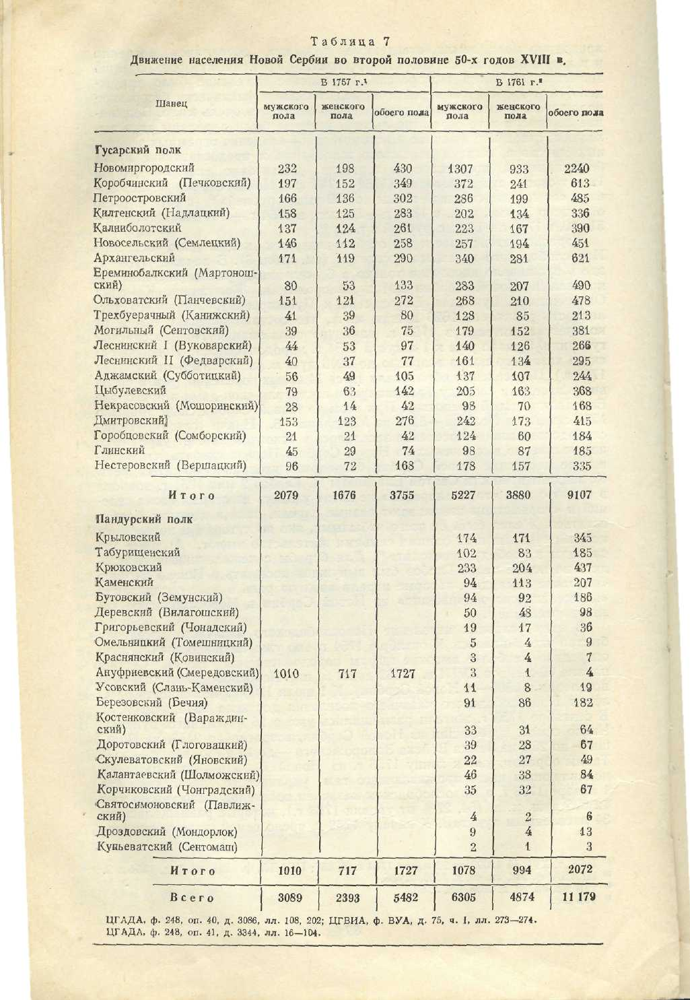 Таблица 7
Движение населения Новой Сербии во второй половине 50-х годов XVIII в.
Шанец В 1757 г.¹ В 1761 г.²
мужского пола женского пола обоего пола мужского пола женского пола обоего пола
Гусарский полк
Новомиргородский 232 198 430 1307 933 2240
Коробчинский (Печковский) 197 152 349 372 241 613
Петроостровский 166 136 302 286 199 485
Килтенский (Надлацкий) 158 125 283 202 134 336
Калниболотский 137 124 261 223 167 390
Новосельский (Семлецкий) 146 112 258 257 194 451
Архангельский 171 119 290 340 281 621
Ереминобалкский (Мартонош-
ский) 80 53 133 283 207 490
Ольховатский (Панчевский) 151 121 272 268 210 478
Трехбуерачный (Канижский) 41 39 80 128 85 213
Могильный (Сентовский) 39 36 75 179 152 381
Леснинский I (Вуковарский) 44 53 97 140 126 266
Леснинский II (Федварский) 40 37 77 161 134 295
Аджамский (Субботицкий) 56 49 105 137 107 244
Цыбулевский 79 63 142 205 163 368
Некрасовский (Мошоринский) 28 14 42 98 70 168
Дмитровский 153 123 276 242 173 415
Горобцовский (Сомборский) 21 21 42 124 60 184
Глинский 45 29 74 98 87 185
Нестеровский (Вершацкий) 96 72 168 178 157 335
Итого 2079 1676 3755 5227 3880 9107
Пандурский полк
Крыловский 174 171 345
Табурищенский 102 83 185
Крюковский 233 204 437
Каменский 94 113 207
Бутовский (Земунский) 94 92 186
Деревский (Вилагошский) 50 48 98
Григорьевский (Чонадский) 19 17 36
Омельницкий (Томешницкий) 5 4 9
Краснянский (Ковинский) 3 4 7
Ануфриевский (Смередовский) 1010 717 1727 3 1 4
Усовский (Слань-Каменский) 11 8 19
Березовский (Бечия) 91 86 182
Костенковский (Вараждин-
ский) 33 31 64
Доротовский (Глоговацкий) 39 28 67
Скулеватовский (Яновский) 22 27 49
Калантаевский (Шолможский) 46 38 84
Корчиковский (Чонградский) 35 32 67
Святосимоновский (Павлиж-
ский) 4 2 6
Дроздовский (Мондорлок) 9 4 13
Куньеватский (Сентомаш) 2 1 3
Итого 1010 717 1727 1078 994 2072
Всего 3089 2393 5482 6305 4874 11 179
ЦГАДА, ф. 248, оп. 40, д. 3086, лл. 108, 202; ЦГВИА, ф. ВУА, д. 75, ч. I, лл. 273—274.
ЦГАДА, ф. 248, оп. 41, д. 3344, лл. 16—104.